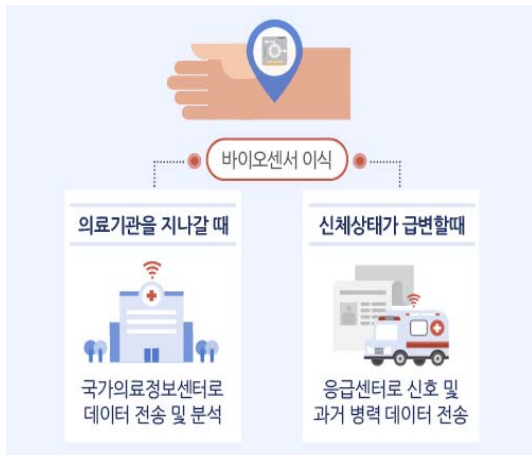 바이오센서 이식
의료기관을 지나갈 때
국가의료정보센터로
데이터 전송 및 분석
신체상태가 급변할때
응급센터로 신호 및
과거 병력 데이터 전송